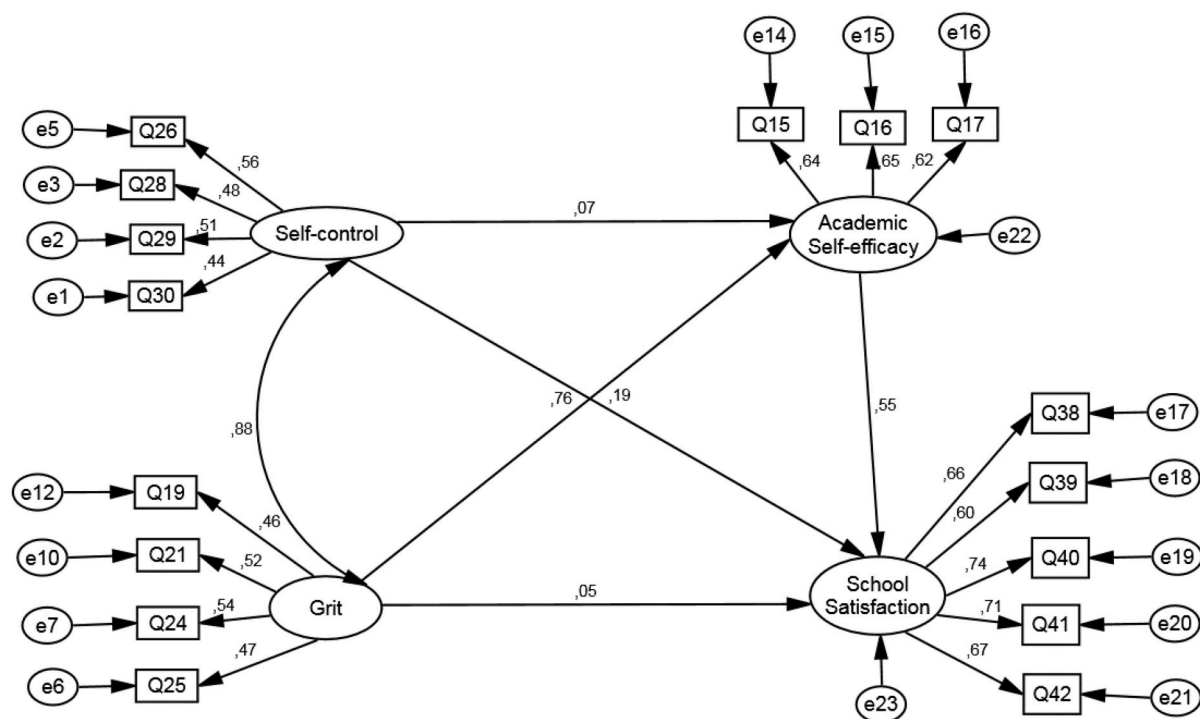 e14
e15
e16
Q15
Q16
Q17
,64
,65
,62
e5
Q26
,56
e3
Q28
,48
e2
Q29
,51
e1
Q30
,44
Self-control
,07
Academic
Self-efficacy
e22
,88
,76
,19
,55
e12
Q19
,46
e10
Q21
,52
e7
Q24
,54
e6
Q25
,47
Grit
,05
School
Satisfaction
e23
,66
Q38
e17
,60
Q39
e18
,74
Q40
e19
,71
Q41
e20
,67
Q42
e21